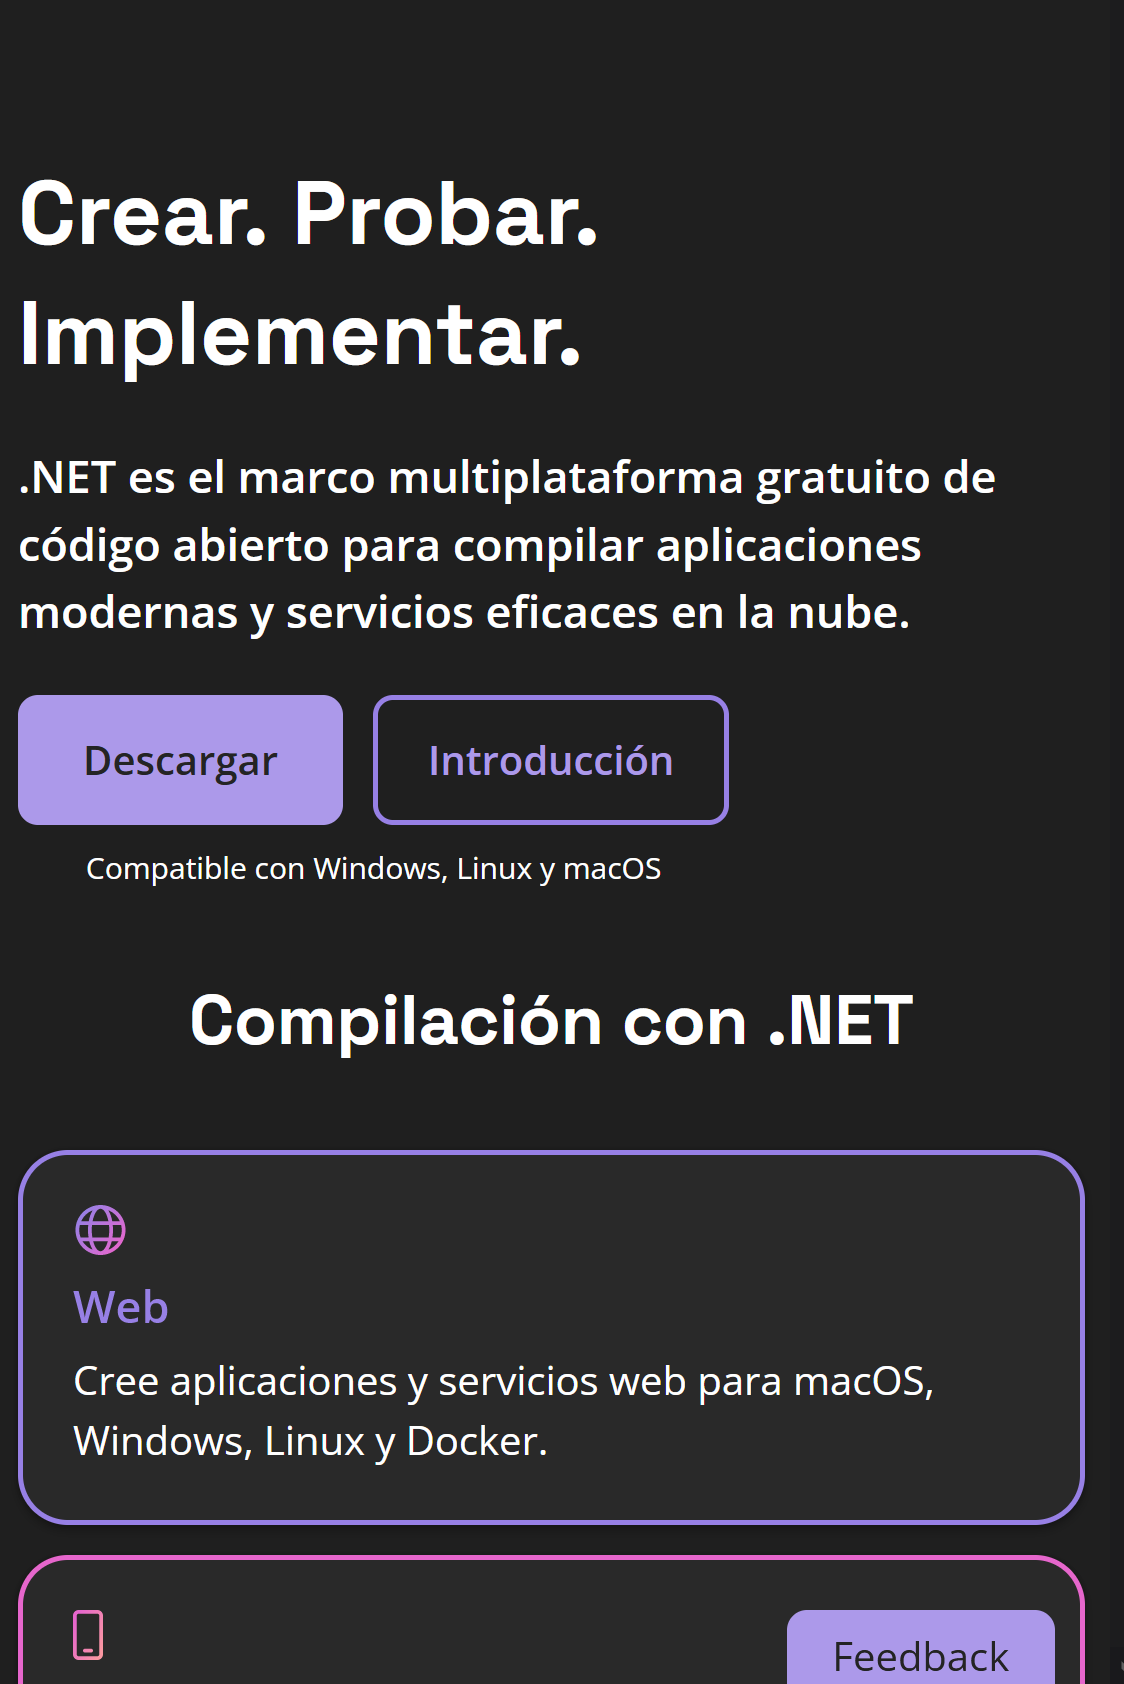 Crear. Probar.
Implementar.
.NET es el marco multiplataforma gratuito de
código abierto para compilar aplicaciones
modernas y servicios eficaces en la nube.
Descargar
Introducción
Compatible con Windows, Linux y macOS
Compilación con .NET
Web
Cree aplicaciones y servicios web para macOS,
Windows, Linux y Docker.
Feedback